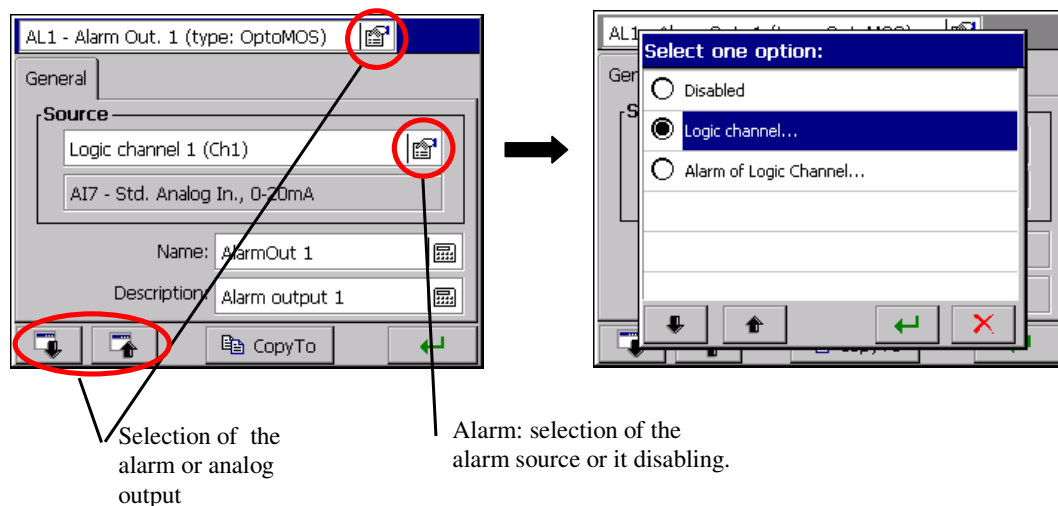 AL1 - Alarm Out. 1 (type: OptoMOS)
General
Source
Logic channel 1 (Ch1)
AI7 - Std. Analog In., 0-20mA
Name: AlarmOut 1
Description: Alarm output 1
CopyTo
Selection of the
alarm or analog
output
Alarm: selection of the
alarm source or it disabling.
AL1
Select one option:
Disabled
Logic channel...
Alarm of Logic Channel...